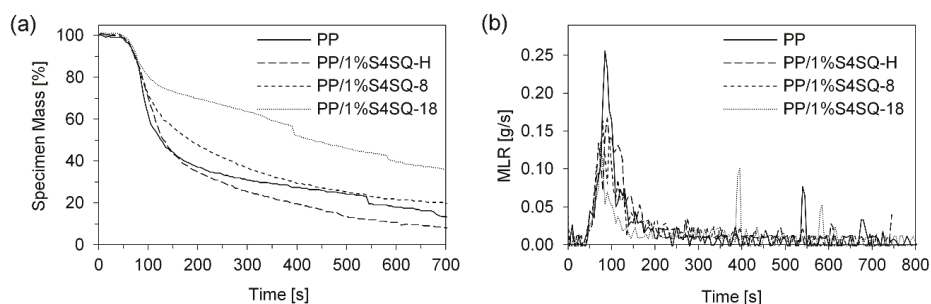 (a)
Specimen Mass [%]
100
80
60
40
20
0
PP
PP/1%S4SQ-H
PP/1%S4SQ-8
PP/1%S4SQ-18
0 100 200 300 400 500 600 700
Time [s]
(b)
MLR [g/s]
0.25
0.20
0.15
0.10
0.05
0.00
PP
PP/1%S4SQ-H
PP/1%S4SQ-8
PP/1%S4SQ-18
0 100 200 300 400 500 600 700 800
Time [s]